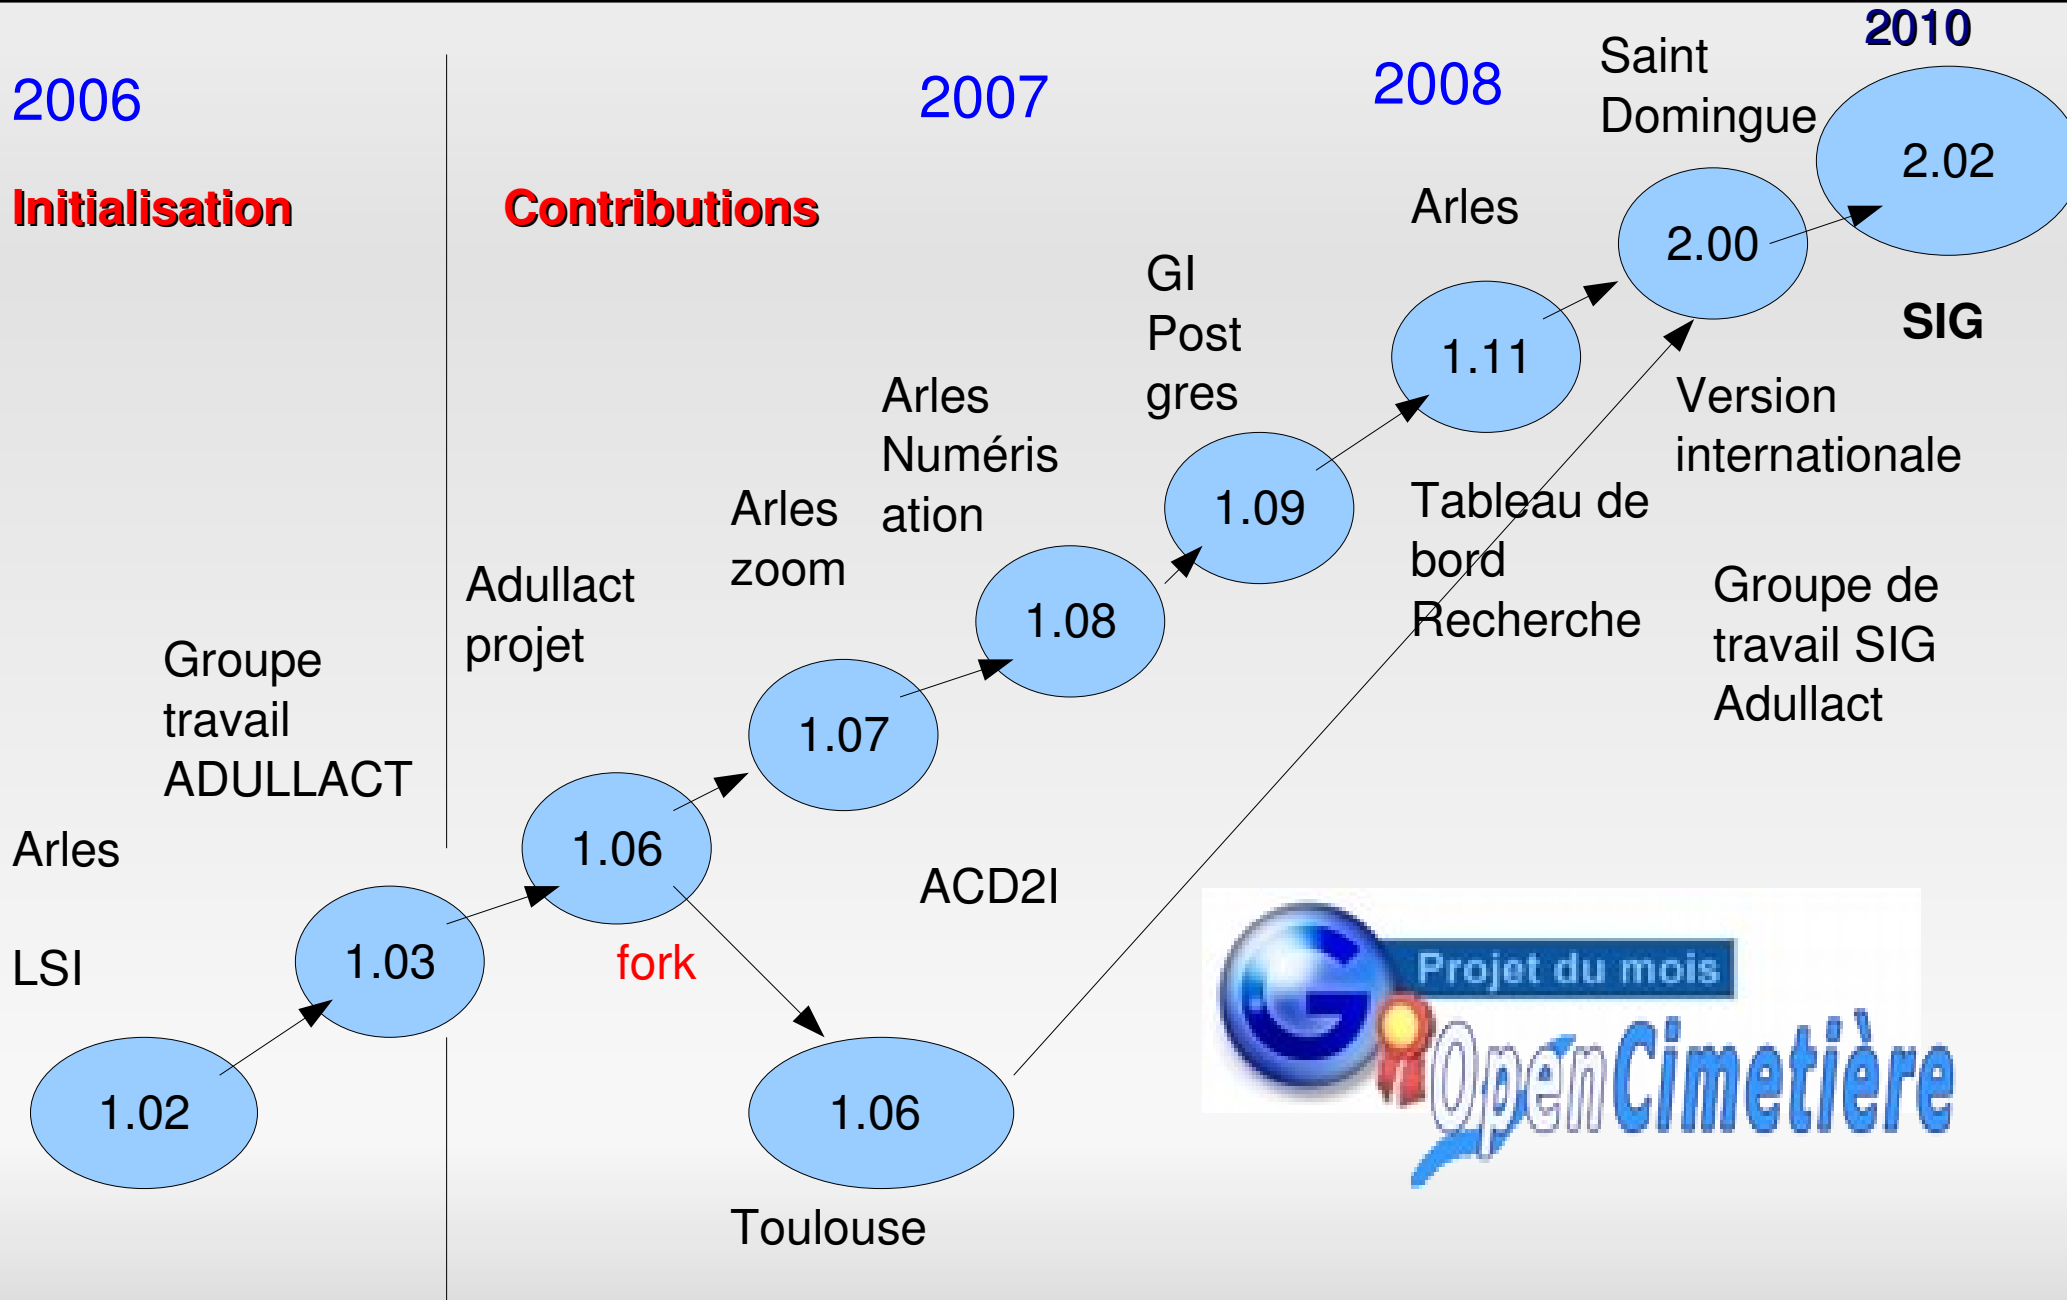 2010
Saint
Domingue
2006
2007
2008
Initialisation
Contributions
2.02
Arles
2.00
GI
Post
gres
SIG
1.11
Arles
Numéris
ation
Version
internationale
Arles
zoom
1.09
Tableau de
bord
Recherche
Adullact
projet
1.08
Groupe de
travail SIG
Adullact
Groupe
travail
ADULLACT
1.07
Arles
1.06
ACD2I
LSI
1.03
fork
Projet du mois
OpenCimetière
1.02
1.06
Toulouse